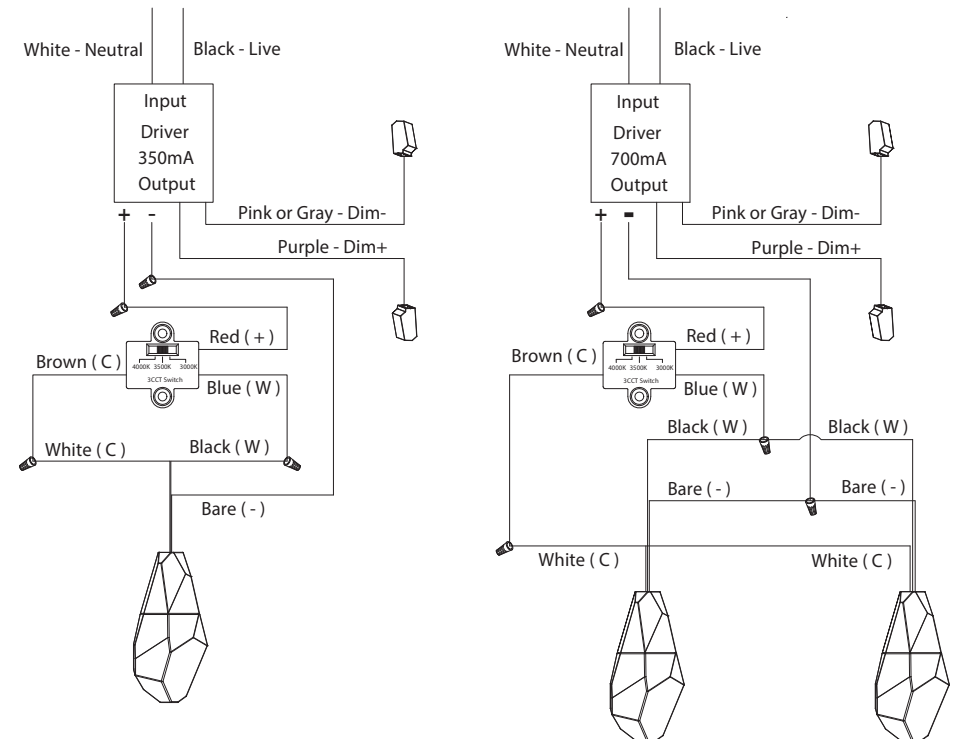 White - Neutral
Black - Live
Input
Driver
350mA
Output
+ -
Pink or Gray - Dim-
Purple - Dim+
Red ( + )
Brown ( C )
4000K 3500K 3000K
3CCT Switch
Blue ( W )
White ( C )
Black ( W )
Bare ( - )
White - Neutral
Black - Live
Input
Driver
700mA
Output
+ -
Pink or Gray - Dim-
Purple - Dim+
Red ( + )
Brown ( C )
4000K 3500K 3000K
3CCT Switch
Blue ( W )
Black ( W )
Black ( W )
Bare ( - )
Bare ( - )
White ( C )
White ( C )